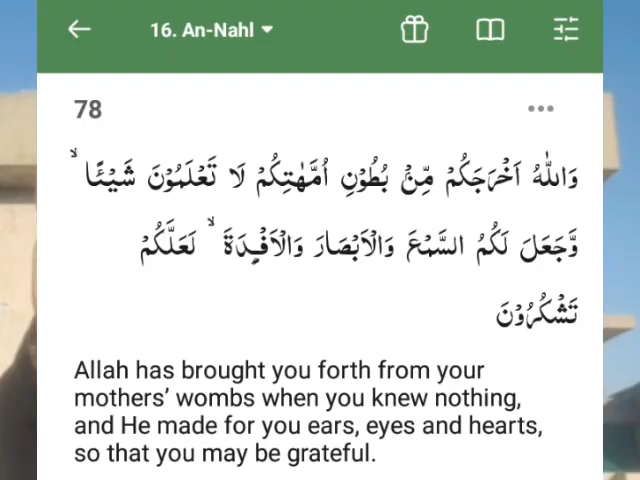 16. An-Nahl
78
وَاللّٰهُ اَخْرَجَكُمْ مِّنْۢ بُطُوْنِ اُمَّهٰتِكُمْ لَا تَعْلَمُوْنَ شَيْـًٔا ۙ
وَّجَعَلَ لَكُمُ السَّمْعَ وَالْاَبْصَارَ وَالْاَفْـِٕدَةَ ۙ لَعَلَّكُمْ
تَشْكُرُوْنَ
Allah has brought you forth from your
mothers’ wombs when you knew nothing,
and He made for you ears, eyes and hearts,
so that you may be grateful.